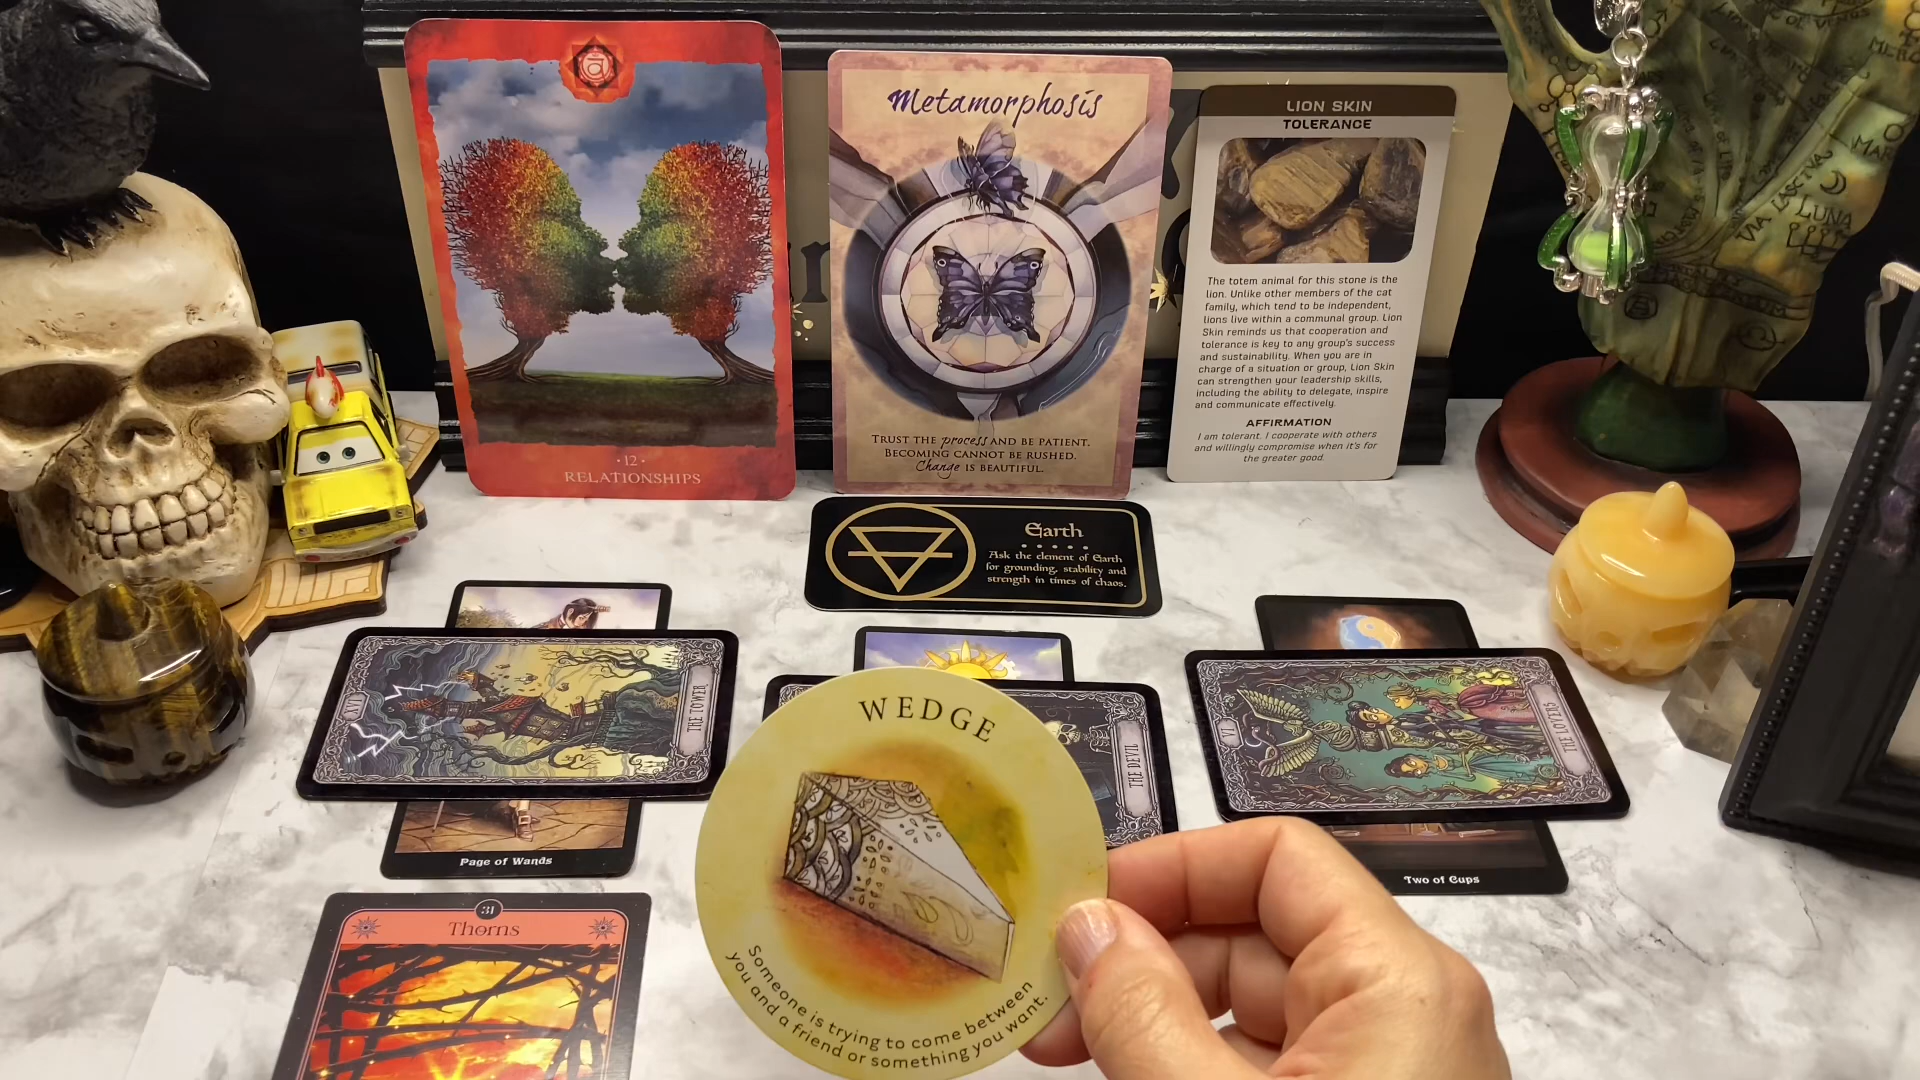 ·12·
RELATIONSHIPS
Metamorphosis
TRUST THE process AND BE PATIENT.
BECOMING CANNOT BE RUSHED.
Change IS BEAUTIFUL.
LION SKIN
TOLERANCE
The totem animal for this stone is the
lion. Unlike other members of the cat
family, which tend to be independent,
lions live within a communal group. Lion
Skin reminds us that cooperation and
tolerance is key to any group's success
and sustainability. When you are in
charge of a situation or group, Lion Skin
can strengthen your leadership skills,
including the ability to delegate, inspire
and communicate effectively.
AFFIRMATION
I am tolerant. I cooperate with others
and willingly compromise when it's for
the greater good.
LUNA
VIA LASCIVA
Earth
Ask the element of Earth
for grounding, stability and
strength in times of chaos.
XVI
THE TOWER
Page of Wands
THE DEVIL
VI
THE LOVERS
Two of Cups
31
Thorns
WEDGE
Someone is trying to come between
you and a friend or something you want.